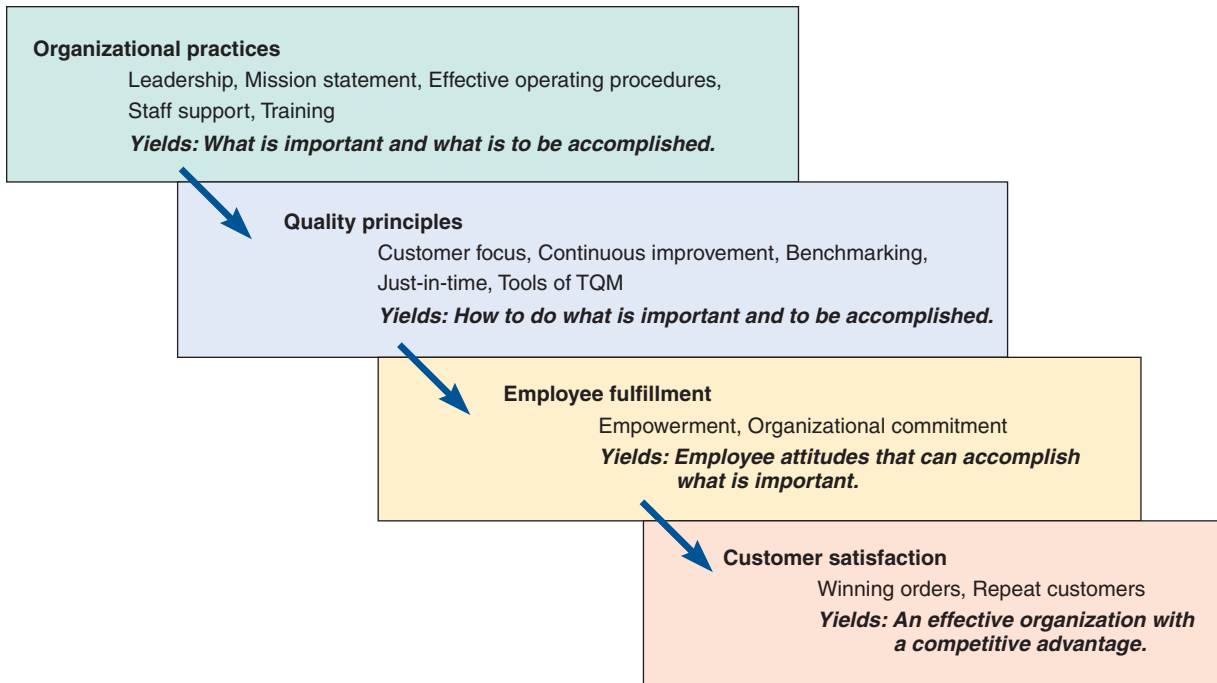 Organizational practices
Leadership, Mission statement, Effective operating procedures,
Staff support, Training
Yields: What is important and what is to be accomplished.
Quality principles
Customer focus, Continuous improvement, Benchmarking,
Just-in-time, Tools of TQM
Yields: How to do what is important and to be accomplished.
Employee fulfillment
Empowerment, Organizational commitment
Yields: Employee attitudes that can accomplish
what is important.
Customer satisfaction
Winning orders, Repeat customers
Yields: An effective organization with
a competitive advantage.